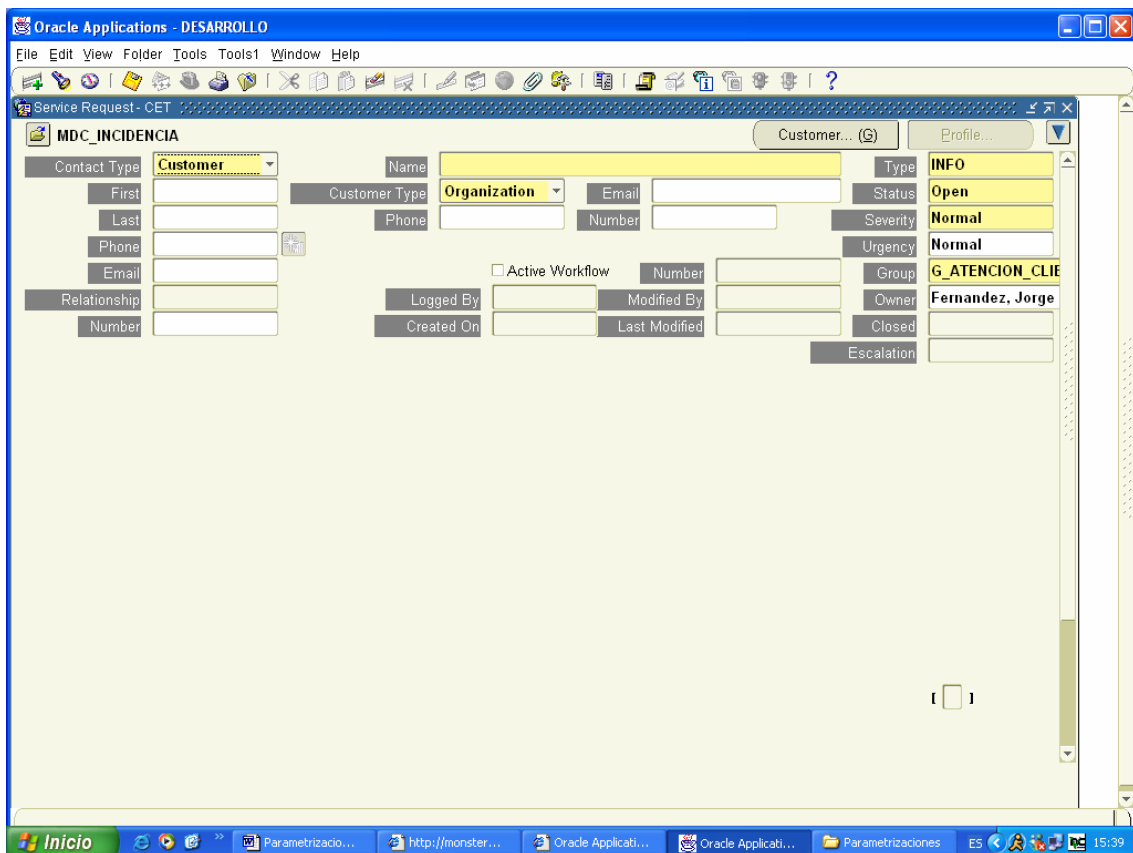 Oracle Applications - DESARROLLO
File Edit View Folder Tools Tools1 Window Help
Service Request - CET
MDC_INCIDENCIA Customer... (G) Profile...
Contact Type Customer Name Type INFO
First Customer Type Organization Email Status Open
Last Phone Number Severity Normal
Phone Urgency Normal
Email Active Workflow Number Group G_ATENCION_CLIE
Relationship Logged By Modified By Owner Fernandez, Jorge
Number Created On Last Modified Closed
Escalation
[ ]
Inicio Parametrizacio... http://monster... Oracle Applicati... Oracle Applicati... Parametrizaciones ES 15:39